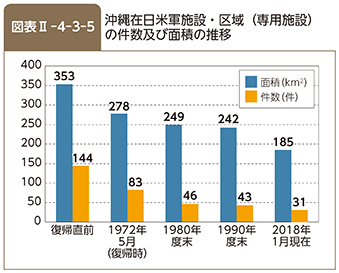 図表Ⅱ-4-3-5
沖縄在日米軍施設・区域（専用施設）
の件数及び面積の推移
400
350
300
250
200
150
100
50
0
面積(km²)
件数(件)
353
144
278
83
249
46
242
43
185
31
復帰直前
1972年
5月
(復帰時)
1980年
度末
1990年
度末
2018年
1月現在